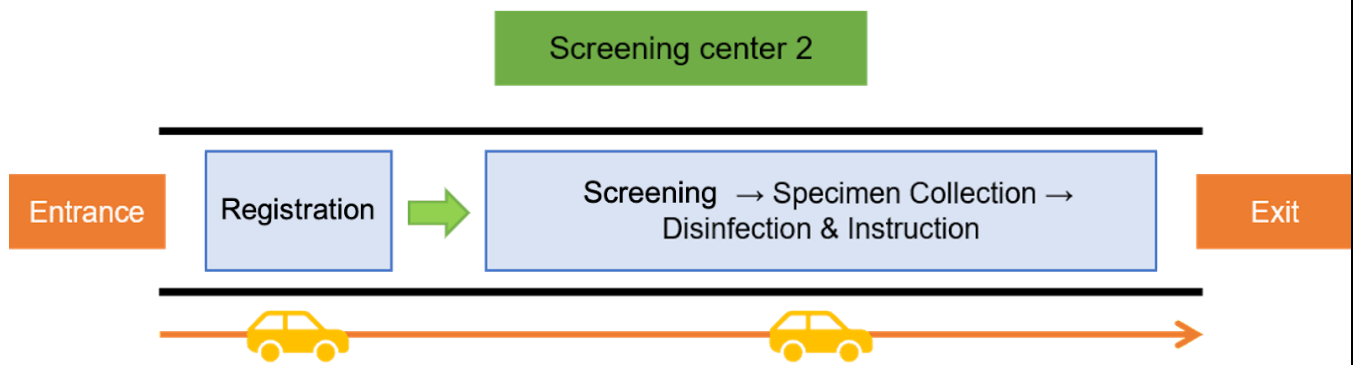 Screening center 2
Entrance
Registration
Screening → Specimen Collection →
Disinfection & Instruction
Exit